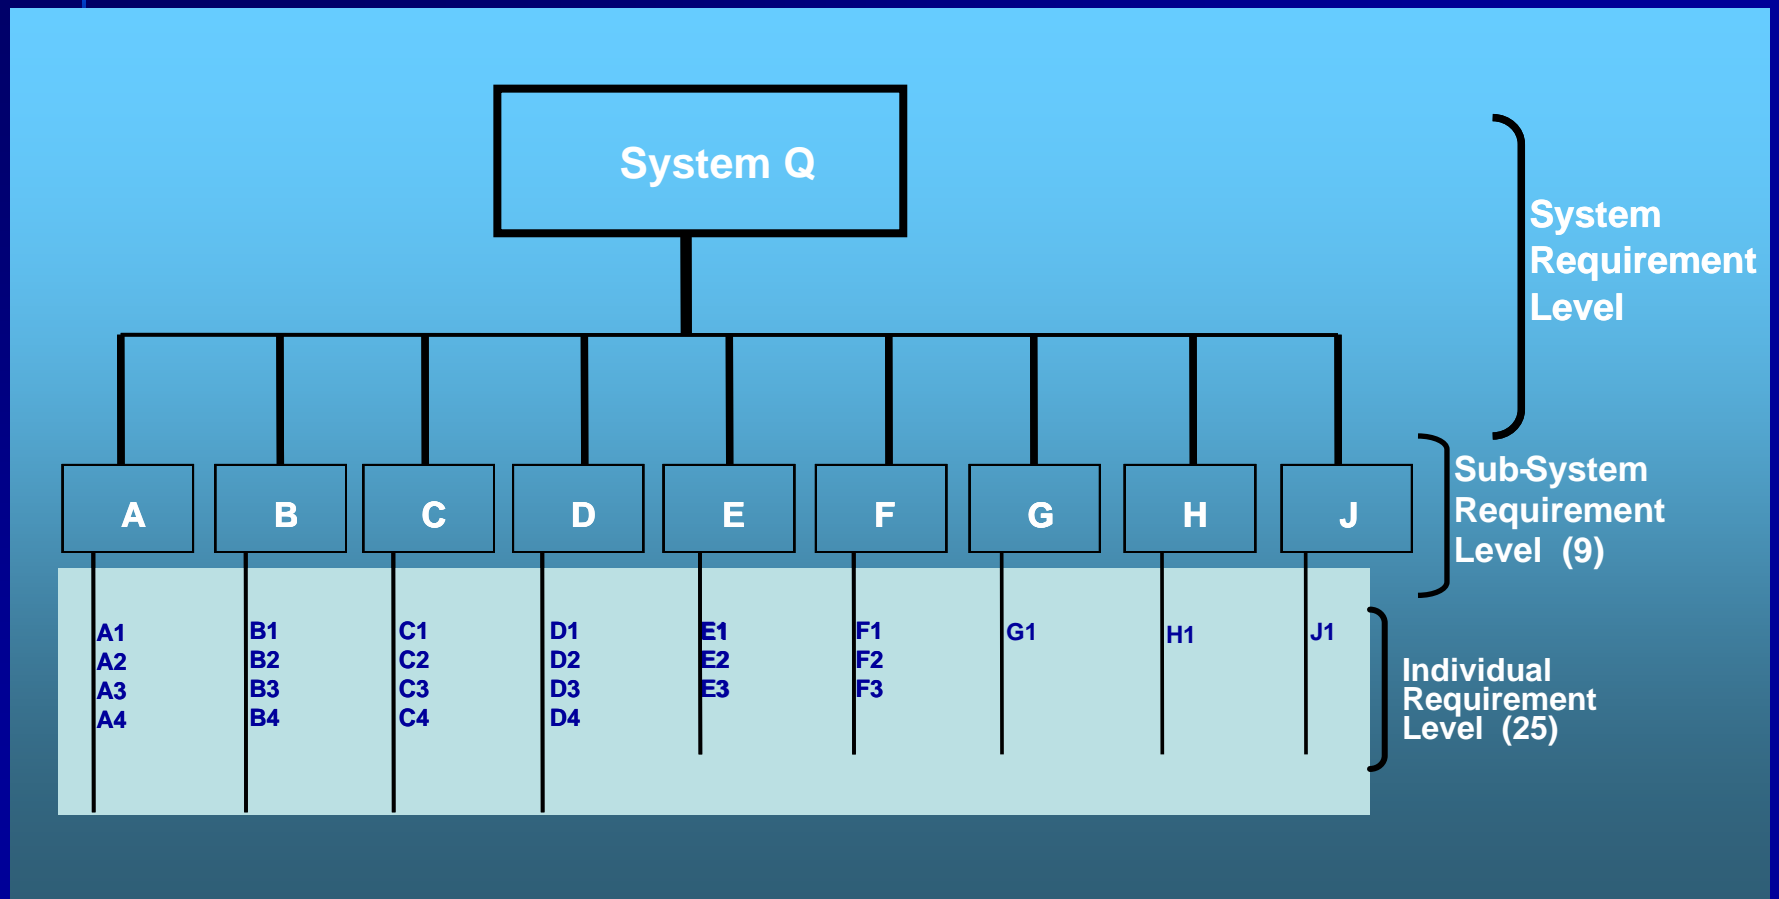 System Q
System
Requirement
Level
A B C D E F G H J
Sub-System
Requirement
Level (9)
A1 B1 C1 D1 E1 F1 G1 H1 J1
A2 B2 C2 D2 E2 F2
A3 B3 C3 D3 E3 F3
A4 B4 C4 D4
Individual
Requirement
Level (25)